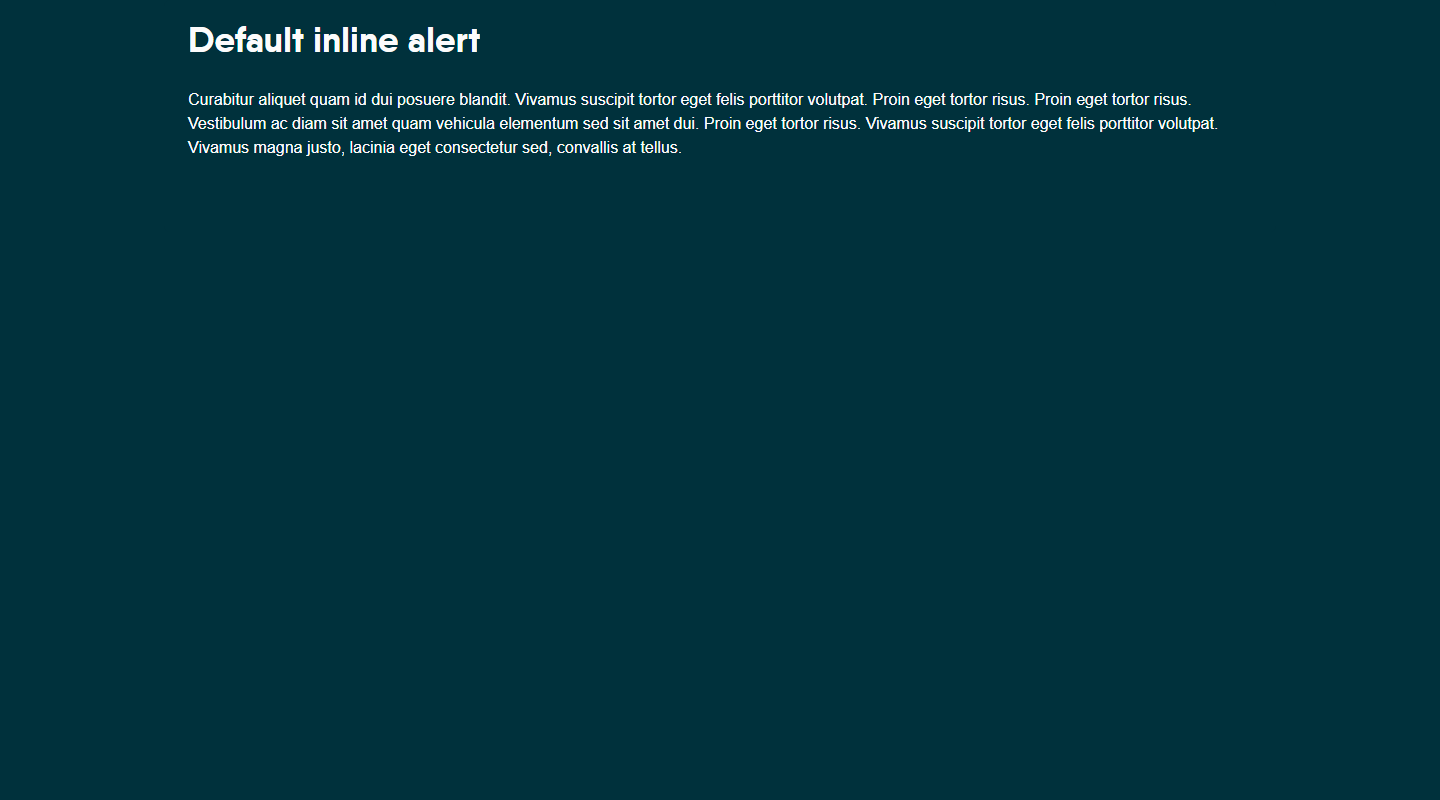 Default inline alert
Curabitur aliquet quam id dui posuere blandit. Vivamus suscipit tortor eget felis porttitor volutpat. Proin eget tortor risus. Proin eget tortor risus.
Vestibulum ac diam sit amet quam vehicula elementum sed sit amet dui. Proin eget tortor risus. Vivamus suscipit tortor eget felis porttitor volutpat.
Vivamus magna justo, lacinia eget consectetur sed, convallis at tellus.